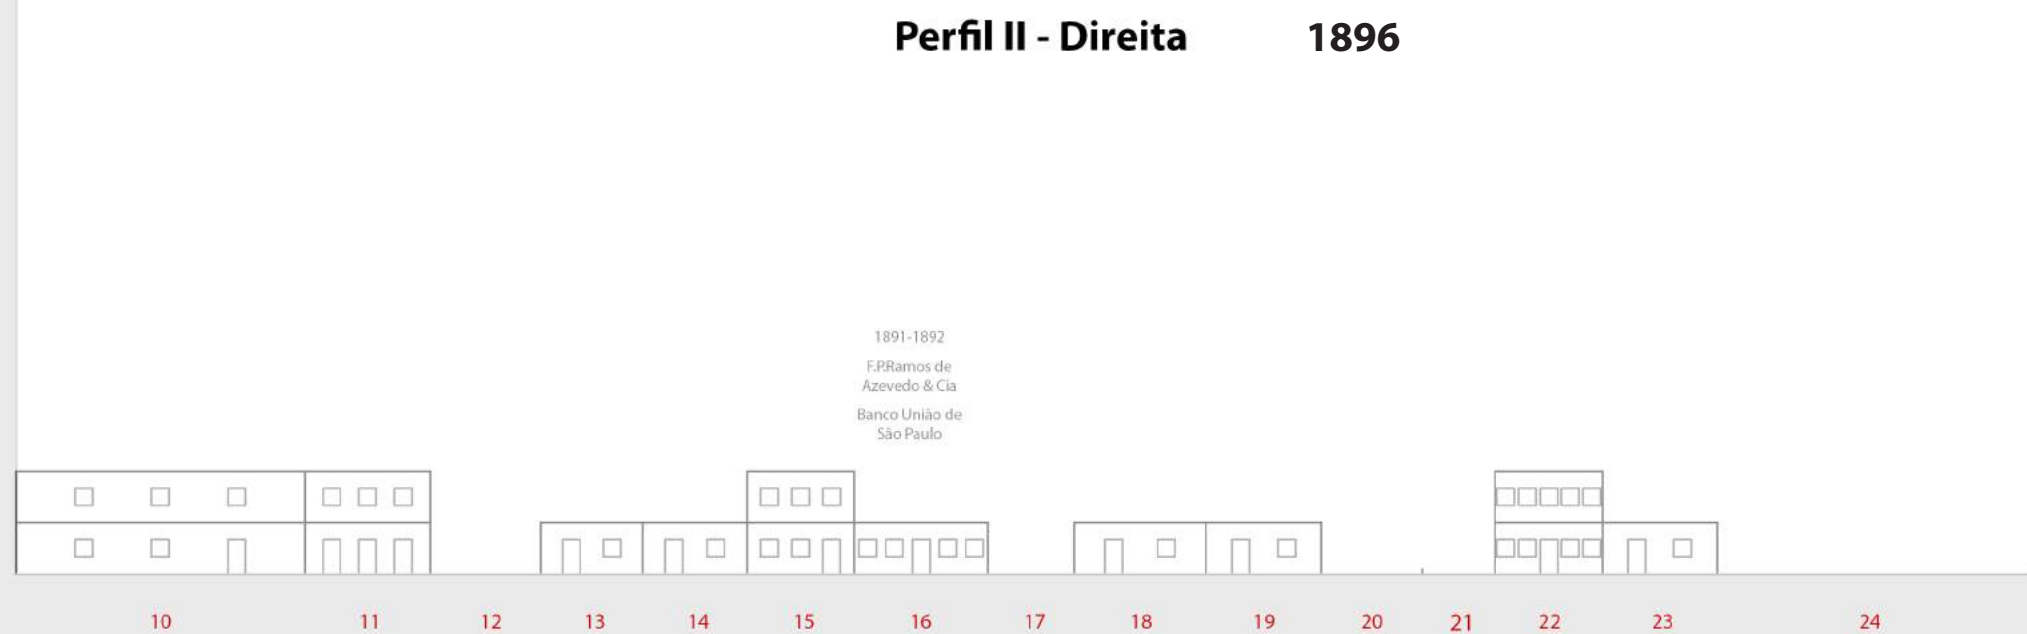 Perfil II - Direita 1896
1891-1892
F.P.Ramos de
Azevedo & Cia
Banco União de
São Paulo
10 11 12 13 14 15 16 17 18 19 20 21 22 23 24